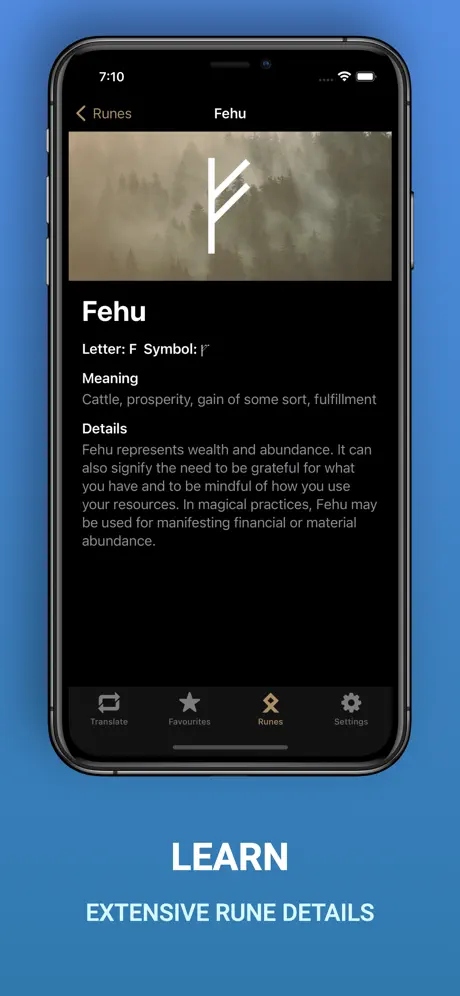 7:10
Runes
Fehu
Fehu
Letter: F Symbol: ᚠ
Meaning
Cattle, prosperity, gain of some sort, fulfillment
Details
Fehu represents wealth and abundance. It can
also signify the need to be grateful for what
you have and to be mindful of how you use
your resources. In magical practices, Fehu may
be used for manifesting financial or material
abundance.
Translate
Favourites
Runes
Settings
LEARN
EXTENSIVE RUNE DETAILS